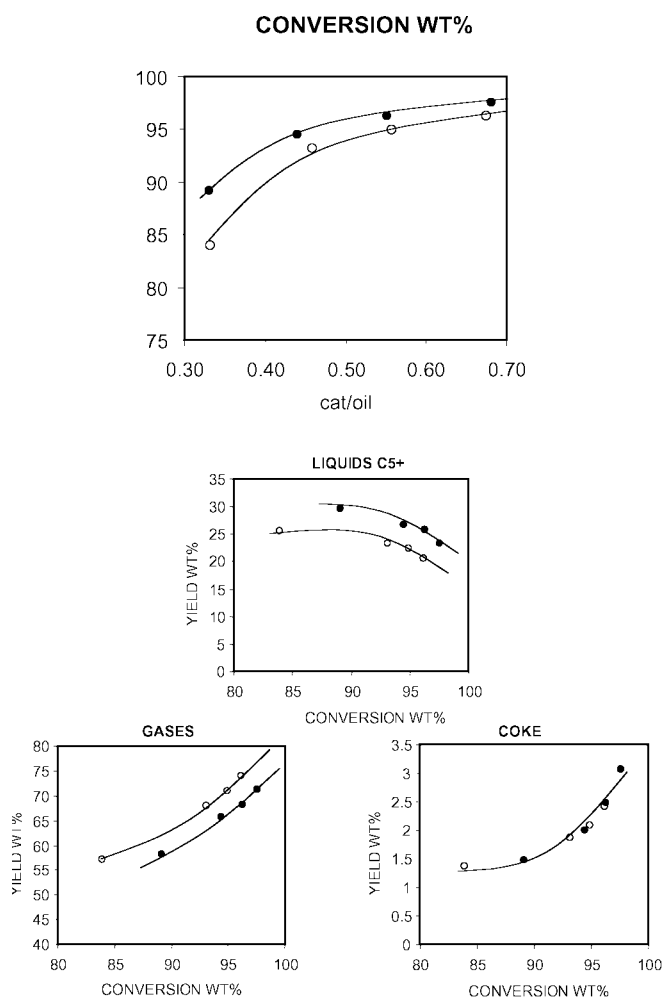 CONVERSION WT%
100
95
90
85
80
75
0.30 0.40 0.50 0.60 0.70
cat/oil
LIQUIDS C5+
35
30
25
20
15
10
5
0
YIELD WT%
80 85 90 95 100
CONVERSION WT%
GASES
80
75
70
65
60
55
50
45
40
YIELD WT%
80 85 90 95 100
CONVERSION WT%
COKE
3.5
3
2.5
2
1.5
1
0.5
0
YIELD WT%
80 85 90 95 100
CONVERSION WT%